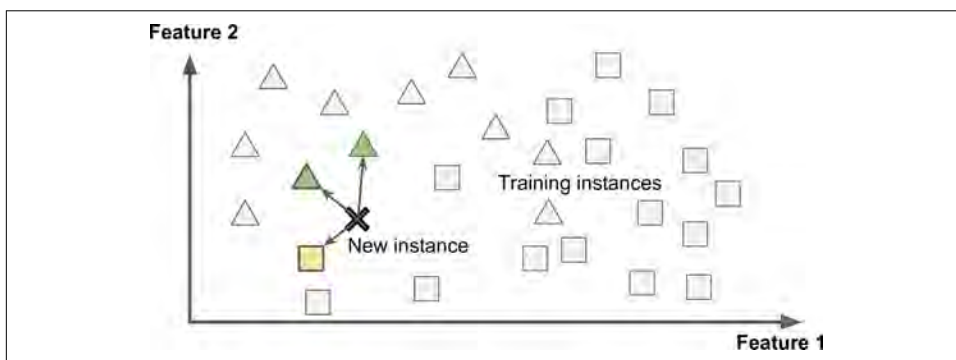 Feature 2
Training instances
New instance
Feature 1